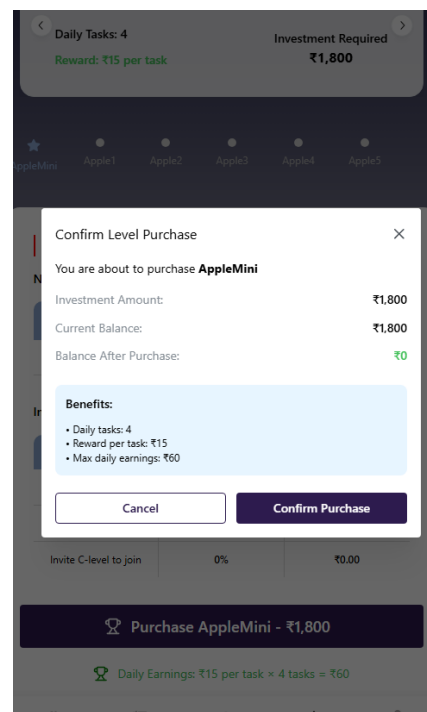 Daily Tasks: 4
Investment Required
Reward: ₹15 per task
₹1,800
AppleMini
Apple1
Apple2
Apple3
Apple4
Apple5
Confirm Level Purchase
You are about to purchase AppleMini
Investment Amount:
₹1,800
Current Balance:
₹1,800
Balance After Purchase:
₹0
Benefits:
• Daily tasks: 4
• Reward per task: ₹15
• Max daily earnings: ₹60
Cancel
Confirm Purchase
Invite C-level to join
0%
₹0.00
Purchase AppleMini - ₹1,800
Daily Earnings: ₹15 per task × 4 tasks = ₹60